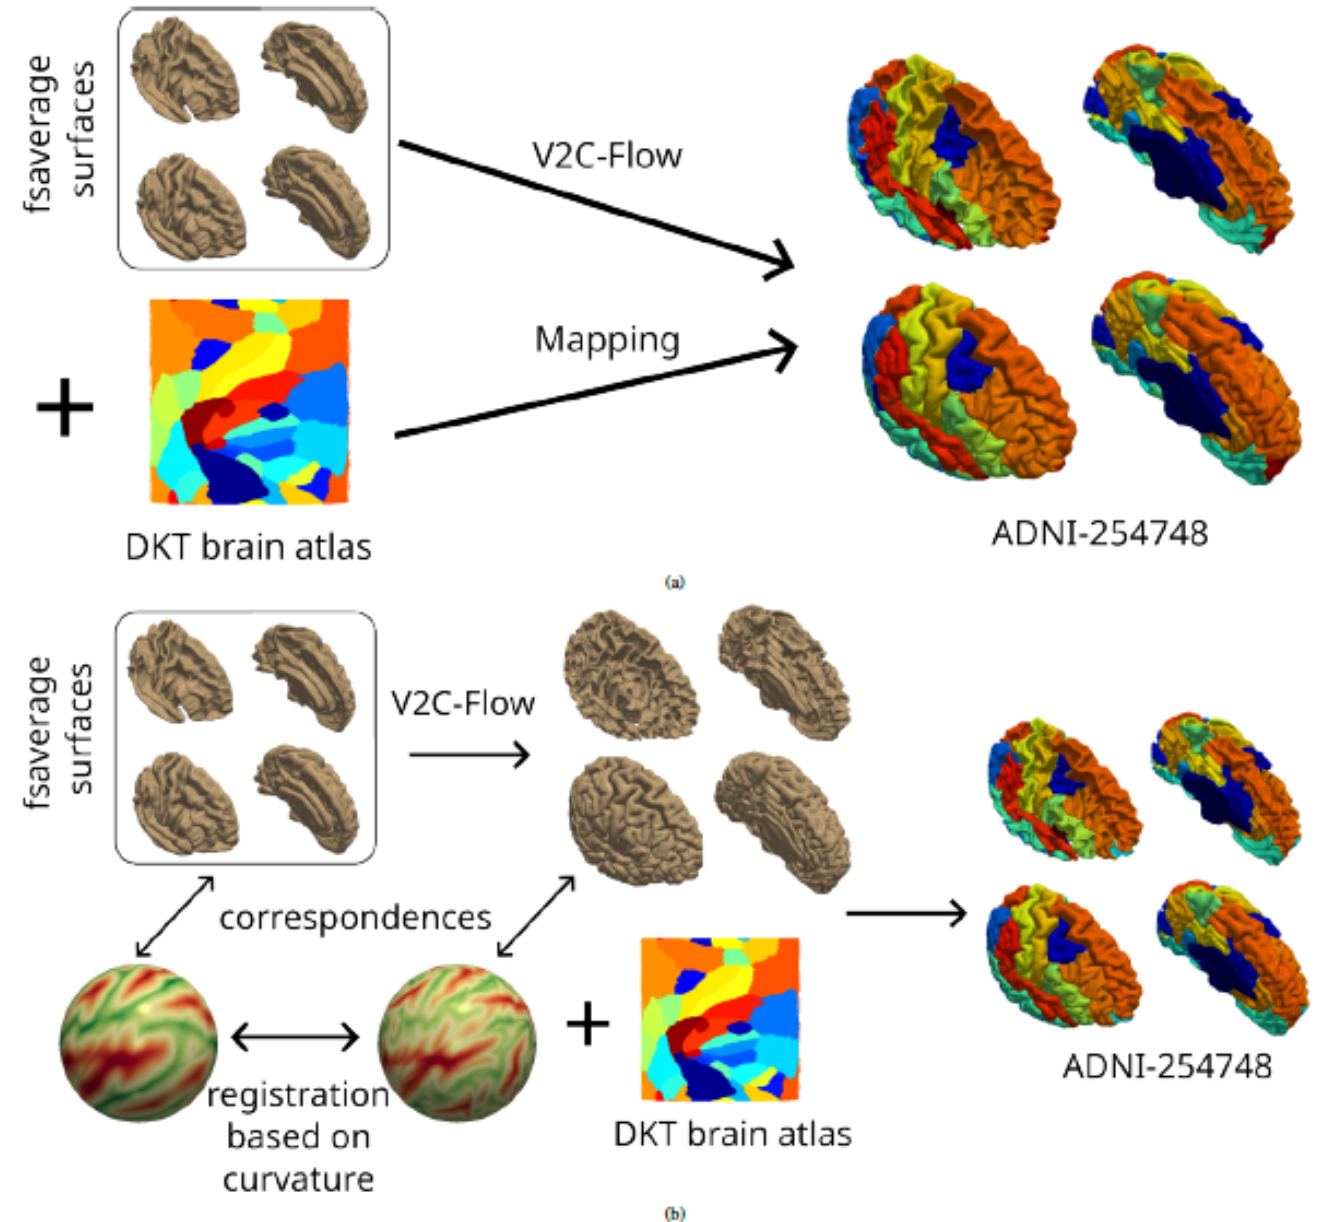 fsaverage
surfaces
V2C-Flow
Mapping
+
DKT brain atlas
ADNI-254748
(a)
fsaverage
surfaces
V2C-Flow
correspondences
+
registration
based on
curvature
DKT brain atlas
ADNI-254748
(b)